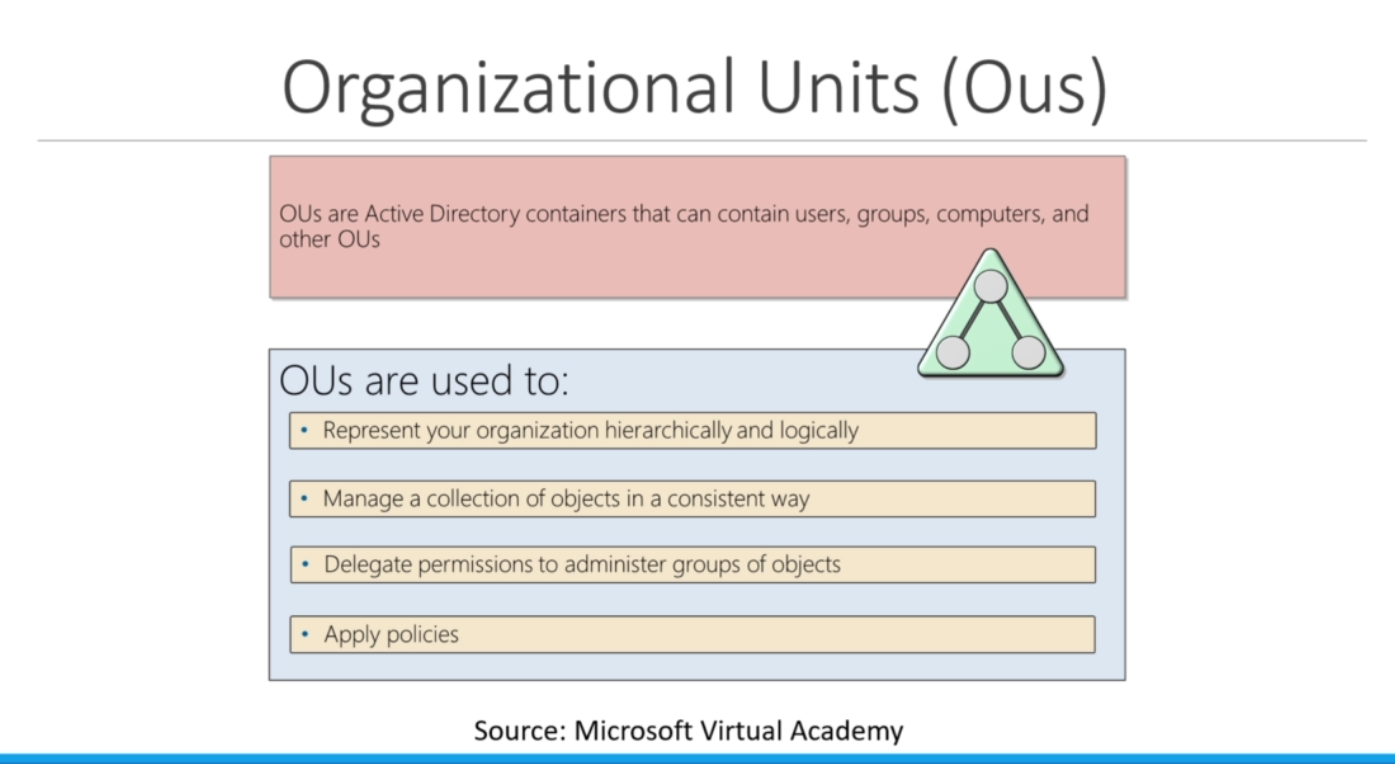 Organizational Units (Ous)
OUs are Active Directory containers that can contain users, groups, computers, and
other OUs
OUs are used to:
• Represent your organization hierarchically and logically
• Manage a collection of objects in a consistent way
• Delegate permissions to administer groups of objects
• Apply policies
Source: Microsoft Virtual Academy